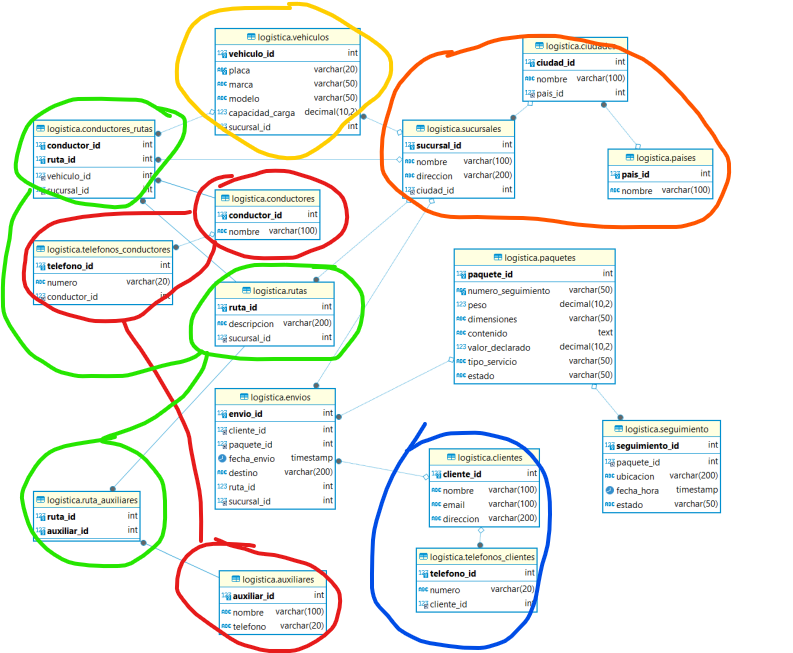 logistica.vehiculos
vehiculo_id int
placa varchar(20)
marca varchar(50)
modelo varchar(50)
capacidad_carga decimal(10,2)
sucursal_id int
logistica.ciudades
ciudad_id int
nombre varchar(100)
pais_id int
logistica.conductores_rutas
conductor_id int
ruta_id int
vehiculo_id int
sucursal_id int
logistica.sucursales
sucursal_id int
nombre varchar(100)
direccion varchar(200)
ciudad_id int
logistica.paises
pais_id int
nombre varchar(100)
logistica.conductores
conductor_id int
nombre varchar(100)
logistica.telefonos_conductores
telefono_id int
numero varchar(20)
conductor_id int
logistica.rutas
ruta_id int
descripcion varchar(200)
sucursal_id int
logistica.paquetes
paquete_id int
numero_seguimiento varchar(50)
peso decimal(10,2)
dimensiones varchar(50)
contenido text
valor_declarado decimal(10,2)
tipo_servicio varchar(50)
estado varchar(50)
logistica.envios
envio_id int
cliente_id int
paquete_id int
fecha_envio timestamp
destino varchar(200)
ruta_id int
sucursal_id int
logistica.seguimiento
seguimiento_id int
paquete_id int
ubicacion varchar(200)
fecha_hora timestamp
estado varchar(50)
logistica.clientes
cliente_id int
nombre varchar(100)
email varchar(100)
direccion varchar(200)
logistica.ruta_auxiliares
ruta_id int
auxiliar_id int
logistica.telefonos_clientes
telefono_id int
numero varchar(20)
cliente_id int
logistica.auxiliares
auxiliar_id int
nombre varchar(100)
telefono varchar(20)